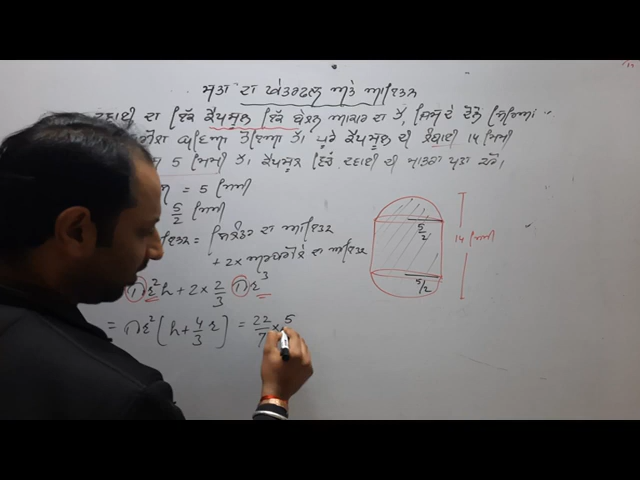 ਸਤਾ ਦਾ ਖੇਤਰਫਲ ਅਤੇ ਆਇਤਨ
ਦਵਾਈ ਦਾ ਇੱਕ ਕੈਪਸੂਲ ਇੱਕ ਬੇਲਨ ਆਕਾਰ ਦਾ ਹੈ, ਜਿਸਦੇ ਦੋਨੋ ਸਿਰਿਆਂ
ਹੋਇਆ ਹੈ। ਪੂਰੇ ਕੈਪਸੂਲ ਦੀ ਲੰਬਾਈ 14 ਮਿਮੀ
5 ਮਿਮੀ ਹੈ। ਕੈਪਸੂਲ ਵਿੱਚ ਦਵਾਈ ਦੀ ਮਾਤਰਾ ਪਤਾ ਕਰੋ।
= 5 ਮਿਮੀ
5/2 ਮਿਮੀ
= ਸਿਲੰਡਰ ਦਾ ਆਇਤਨ
+ 2× ਅਰਧਗੋਲੇ ਦਾ ਆਇਤਨ
πr²h + 2 × 2/3 πr³
= πr² [h + 4/3 r] = 22/7 × 5
5/2
14 ਮਿਮੀ
5/2